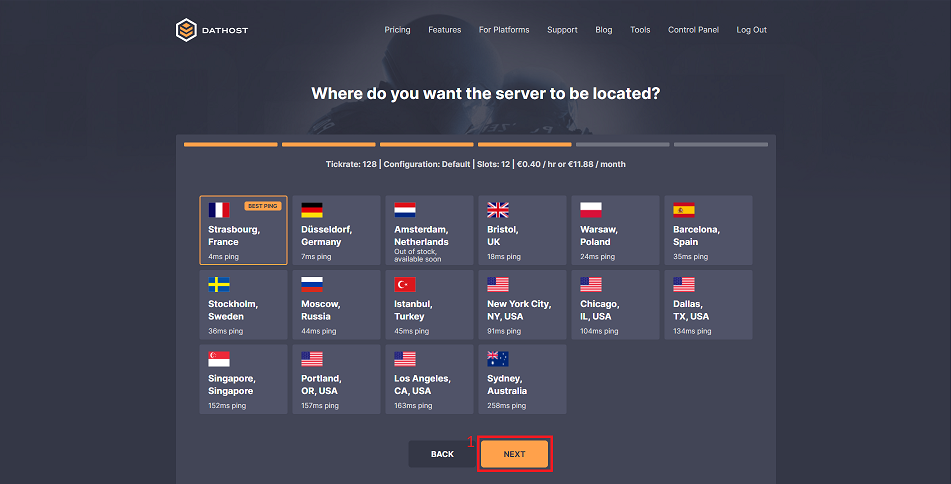 DATHOST
Pricing
Features
For Platforms
Support
Blog
Tools
Control Panel
Log Out
Where do you want the server to be located?
Tickrate: 128 | Configuration: Default | Slots: 12 | €0.40 / hr or €11.88 / month
BEST PING
Strasbourg,
France
4ms ping
Düsseldorf,
Germany
7ms ping
Amsterdam,
Netherlands
Out of stock,
available soon
Bristol,
UK
18ms ping
Warsaw,
Poland
24ms ping
Barcelona,
Spain
35ms ping
Stockholm,
Sweden
36ms ping
Moscow,
Russia
44ms ping
Istanbul,
Turkey
45ms ping
New York City,
NY, USA
91ms ping
Chicago,
IL, USA
104ms ping
Dallas,
TX, USA
134ms ping
Singapore,
Singapore
152ms ping
Portland,
OR, USA
157ms ping
Los Angeles,
CA, USA
163ms ping
Sydney,
Australia
258ms ping
BACK
1
NEXT